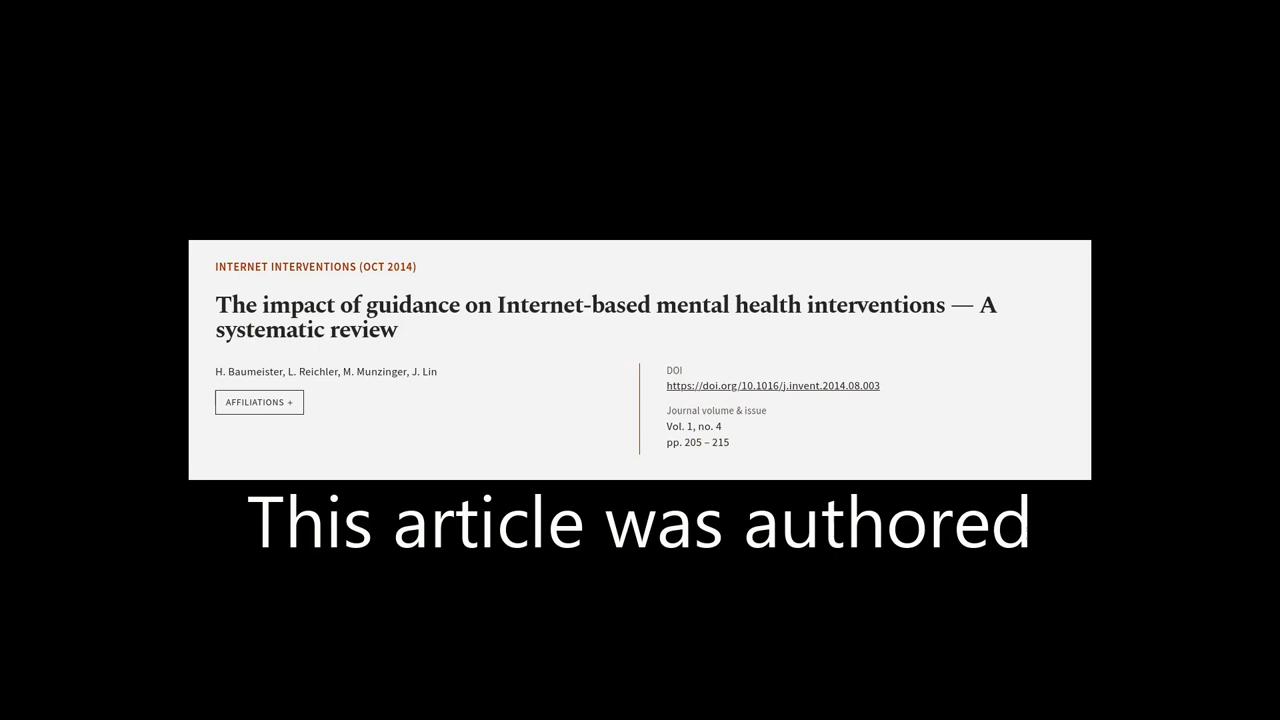 INTERNET INTERVENTIONS (OCT 2014)
The impact of guidance on Internet-based mental health interventions — A
systematic review
H. Baumeister, L. Reichler, M. Munzinger, J. Lin
AFFILIATIONS +
DOI
https://doi.org/10.1016/j.invent.2014.08.003
Journal volume & issue
Vol. 1, no. 4
pp. 205 – 215
This article was authored